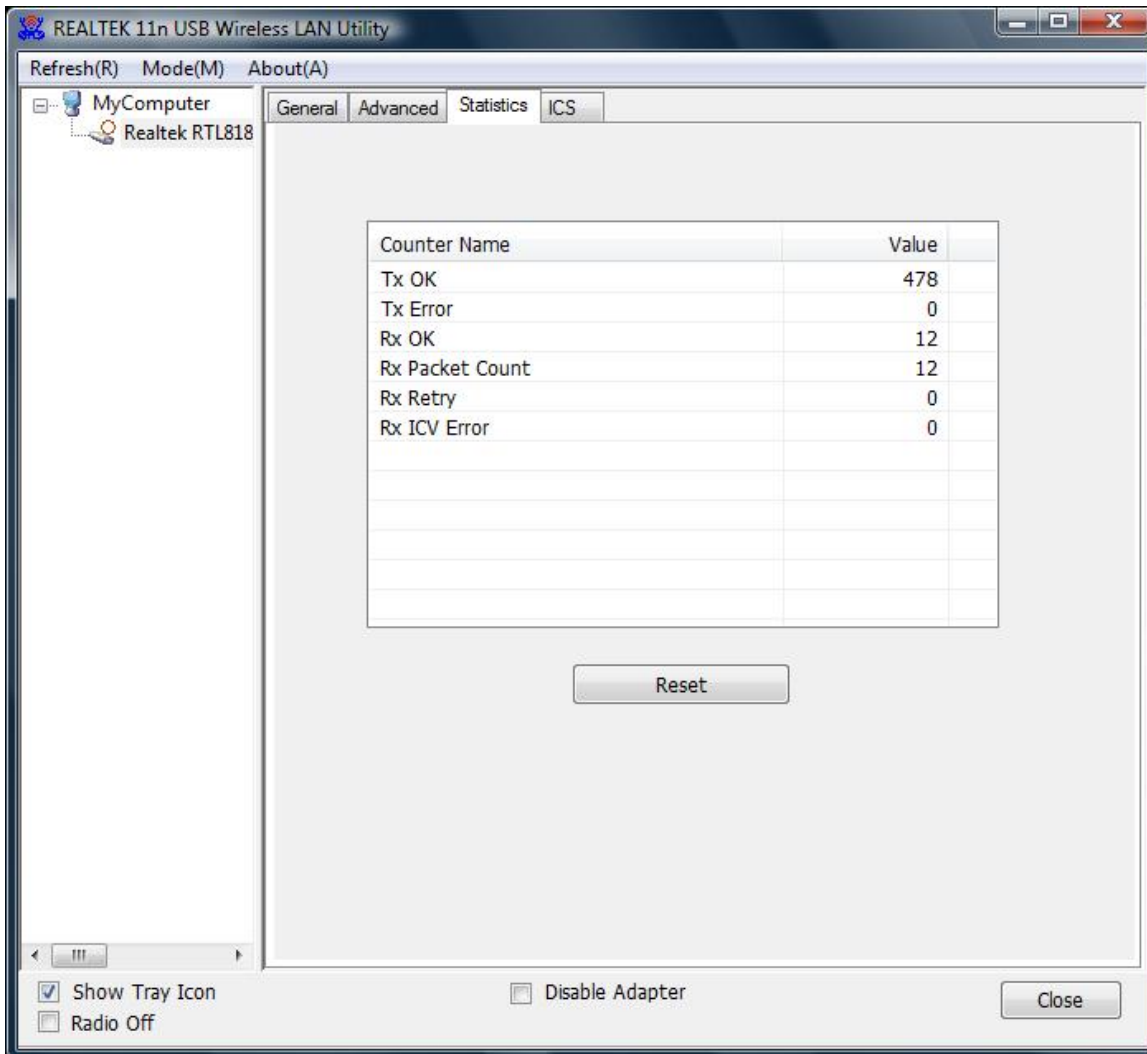 REALTEK 11n USB Wireless LAN Utility
Refresh(R) Mode(M) About(A)
MyComputer
Realtek RTL818
General Advanced Statistics ICS
Counter Name Value
Tx OK 478
Tx Error 0
Rx OK 12
Rx Packet Count 12
Rx Retry 0
Rx ICV Error 0
Reset
Show Tray Icon
Radio Off
Disable Adapter
Close